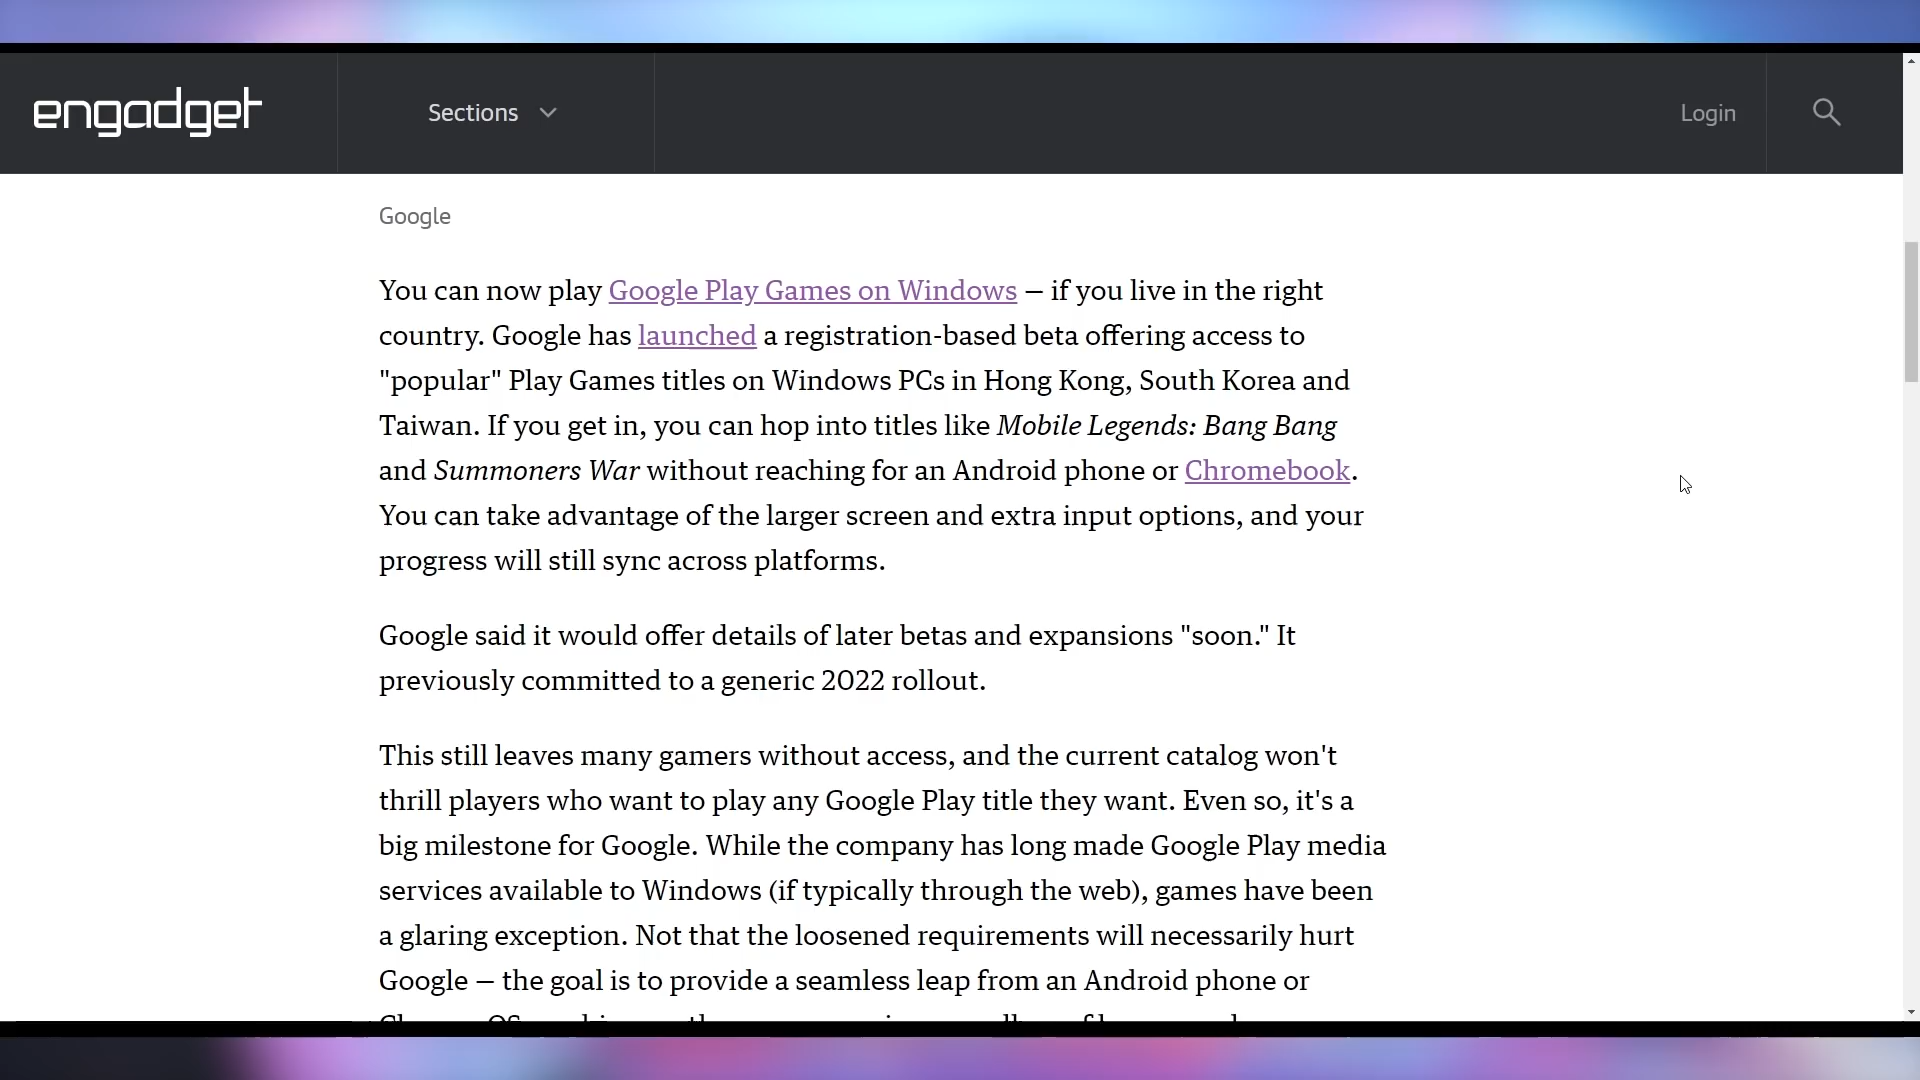 engadget
Sections
Login
Google
You can now play Google Play Games on Windows — if you live in the right
country. Google has launched a registration-based beta offering access to
"popular" Play Games titles on Windows PCs in Hong Kong, South Korea and
Taiwan. If you get in, you can hop into titles like Mobile Legends: Bang Bang
and Summoners War without reaching for an Android phone or Chromebook.
You can take advantage of the larger screen and extra input options, and your
progress will still sync across platforms.
Google said it would offer details of later betas and expansions "soon." It
previously committed to a generic 2022 rollout.
This still leaves many gamers without access, and the current catalog won't
thrill players who want to play any Google Play title they want. Even so, it's a
big milestone for Google. While the company has long made Google Play media
services available to Windows (if typically through the web), games have been
a glaring exception. Not that the loosened requirements will necessarily hurt
Google — the goal is to provide a seamless leap from an Android phone or